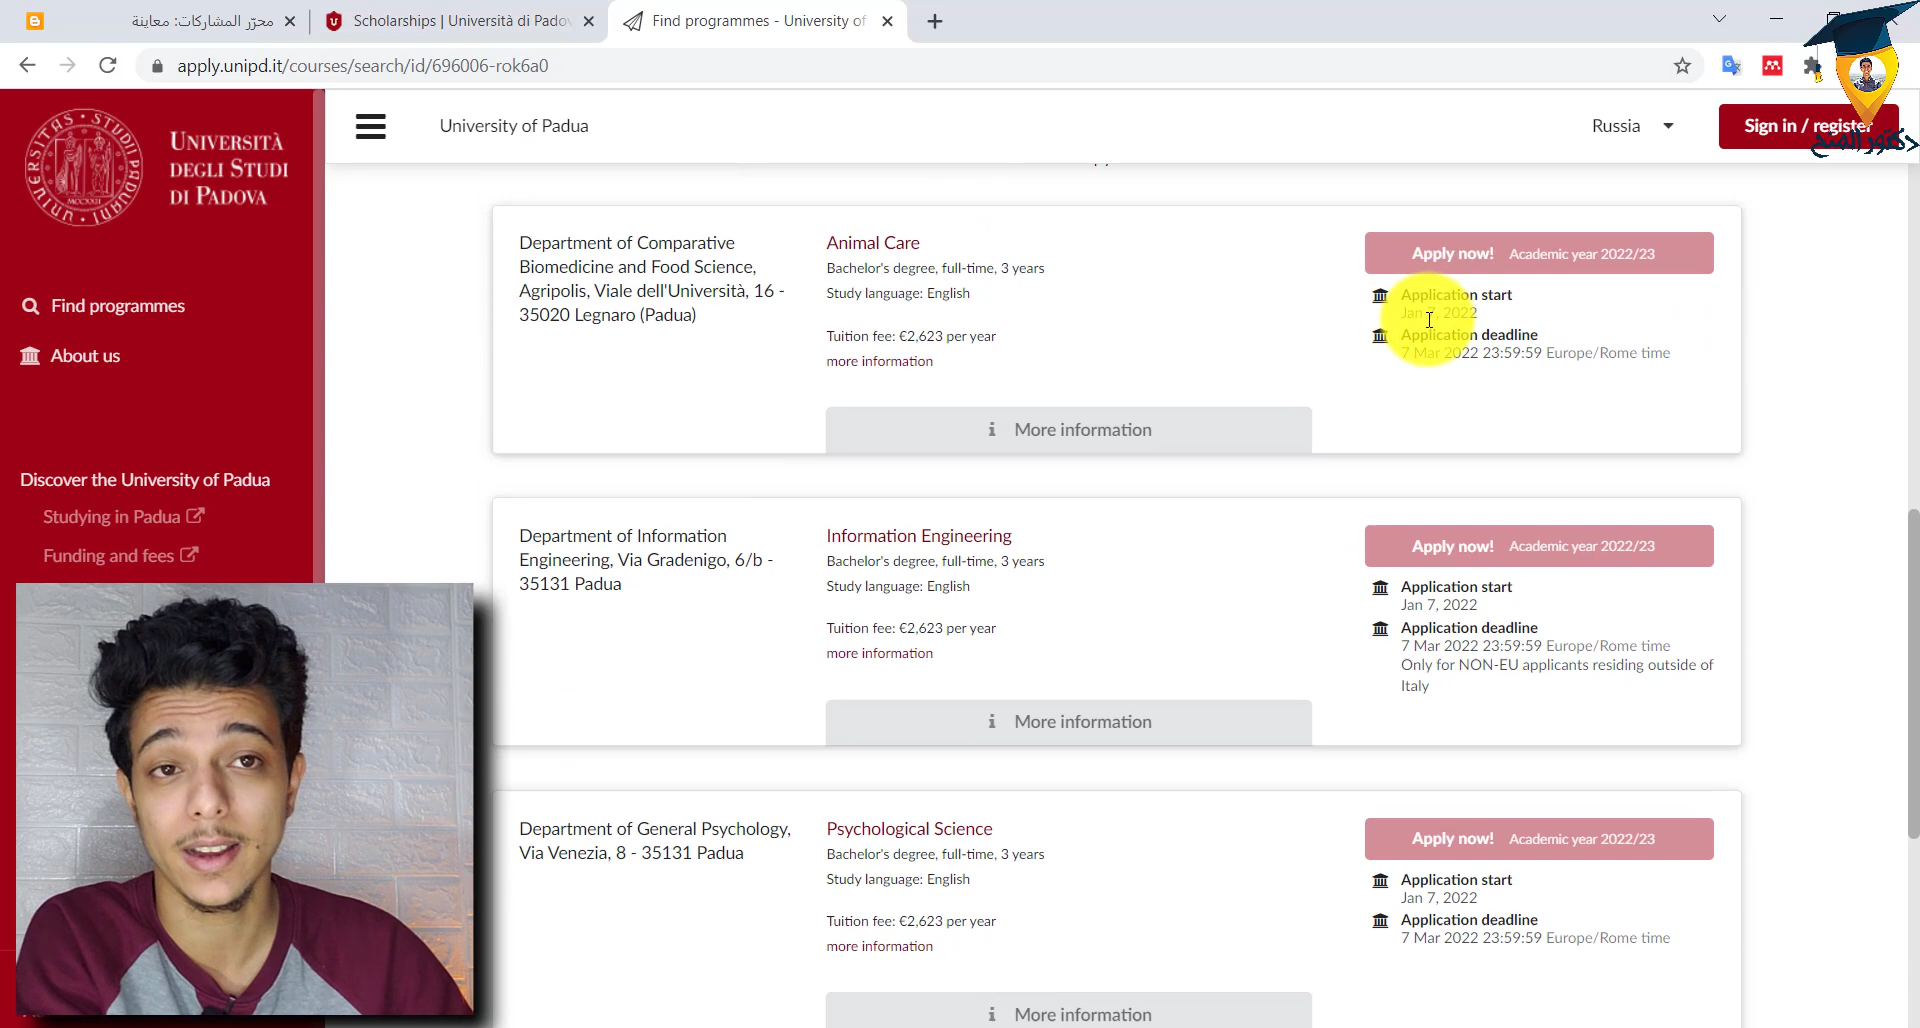 محرّر المشاركات: معاينة
Scholarships | Università di Pado
Find programmes - University of
apply.unipd.it/courses/search/id/696006-rok6a0
دكتور المنح
UNIVERSITÀ
DEGLI STUDI
DI PADOVA
UNIVERSITAS STUDII PADUANI
MCCXXII
University of Padua
Russia
Sign in / register
Find programmes
About us
Discover the University of Padua
Studying in Padua
Funding and fees
Department of Comparative
Biomedicine and Food Science,
Agripolis, Viale dell'Università, 16 -
35020 Legnaro (Padua)
Animal Care
Bachelor's degree, full-time, 3 years
Study language: English
Tuition fee: €2,623 per year
more information
More information
Apply now! Academic year 2022/23
Application start
Jan 7, 2022
Application deadline
7 Mar 2022 23:59:59 Europe/Rome time
Department of Information
Engineering, Via Gradenigo, 6/b -
35131 Padua
Information Engineering
Bachelor's degree, full-time, 3 years
Study language: English
Tuition fee: €2,623 per year
more information
More information
Apply now! Academic year 2022/23
Application start
Jan 7, 2022
Application deadline
7 Mar 2022 23:59:59 Europe/Rome time
Only for NON-EU applicants residing outside of
Italy
Department of General Psychology,
Via Venezia, 8 - 35131 Padua
Psychological Science
Bachelor's degree, full-time, 3 years
Study language: English
Tuition fee: €2,623 per year
more information
More information
Apply now! Academic year 2022/23
Application start
Jan 7, 2022
Application deadline
7 Mar 2022 23:59:59 Europe/Rome time